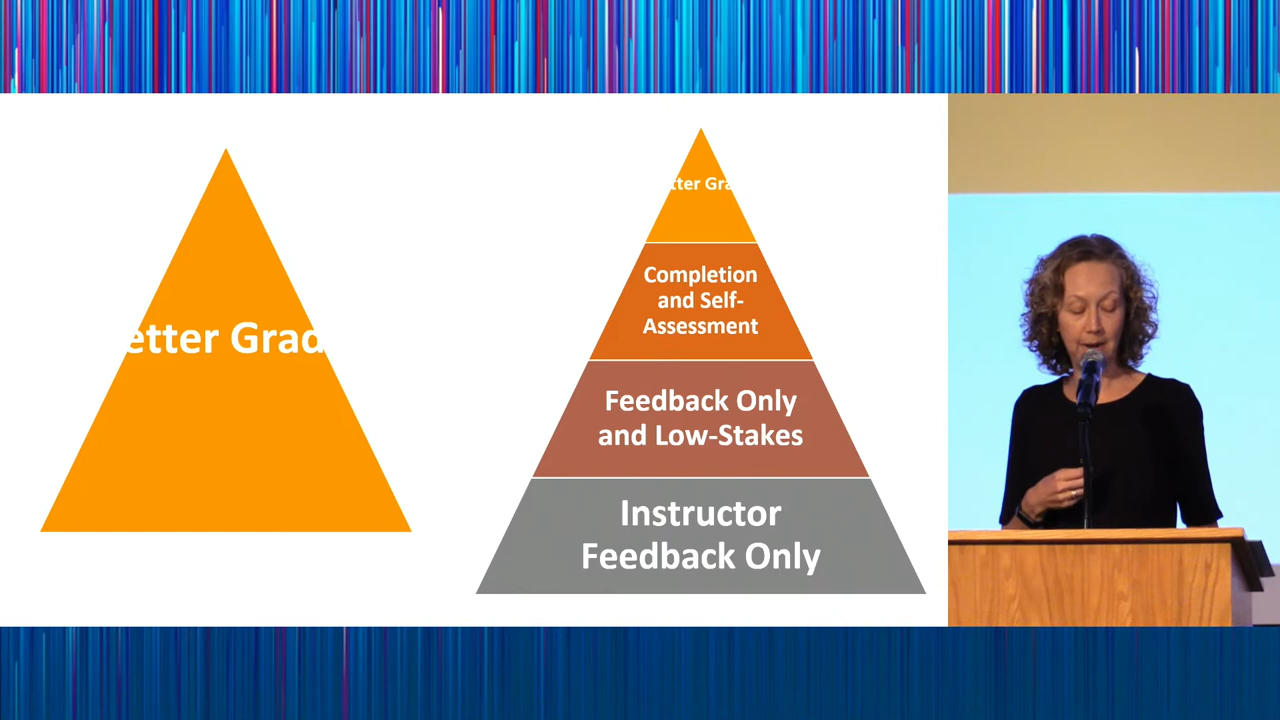 etter Grad
tter Gra
Completion
and Self-
Assessment
Feedback Only
and Low-Stakes
Instructor
Feedback Only